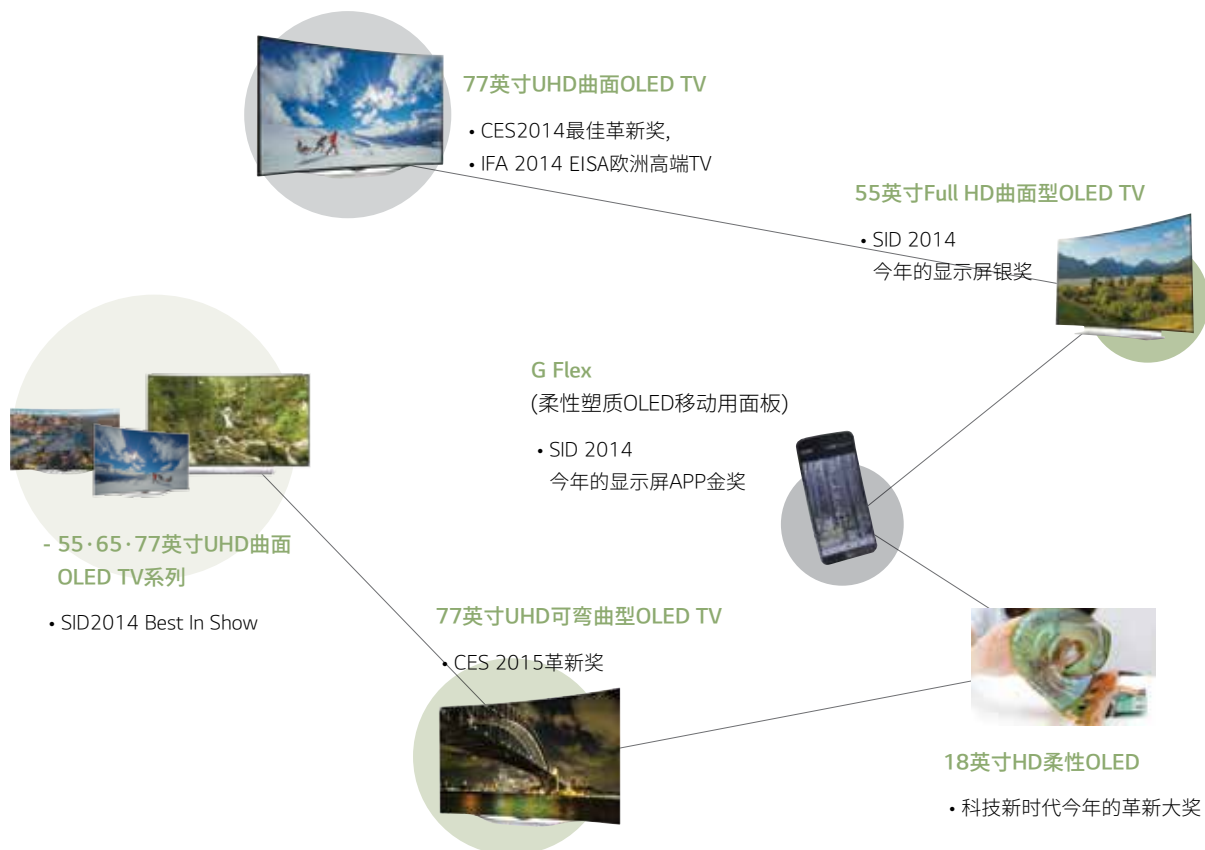 77英寸UHD曲面OLED TV
• CES2014最佳革新奖,
• IFA 2014 EISA欧洲高端TV
55英寸Full HD曲面型OLED TV
• SID 2014
今年的显示屏银奖
G Flex
(柔性塑质OLED移动用面板)
• SID 2014
今年的显示屏APP金奖
- 55·65·77英寸UHD曲面
OLED TV系列
• SID2014 Best In Show
77英寸UHD可弯曲型OLED TV
• CES 2015革新奖
18英寸HD柔性OLED
• 科技新时代今年的革新大奖